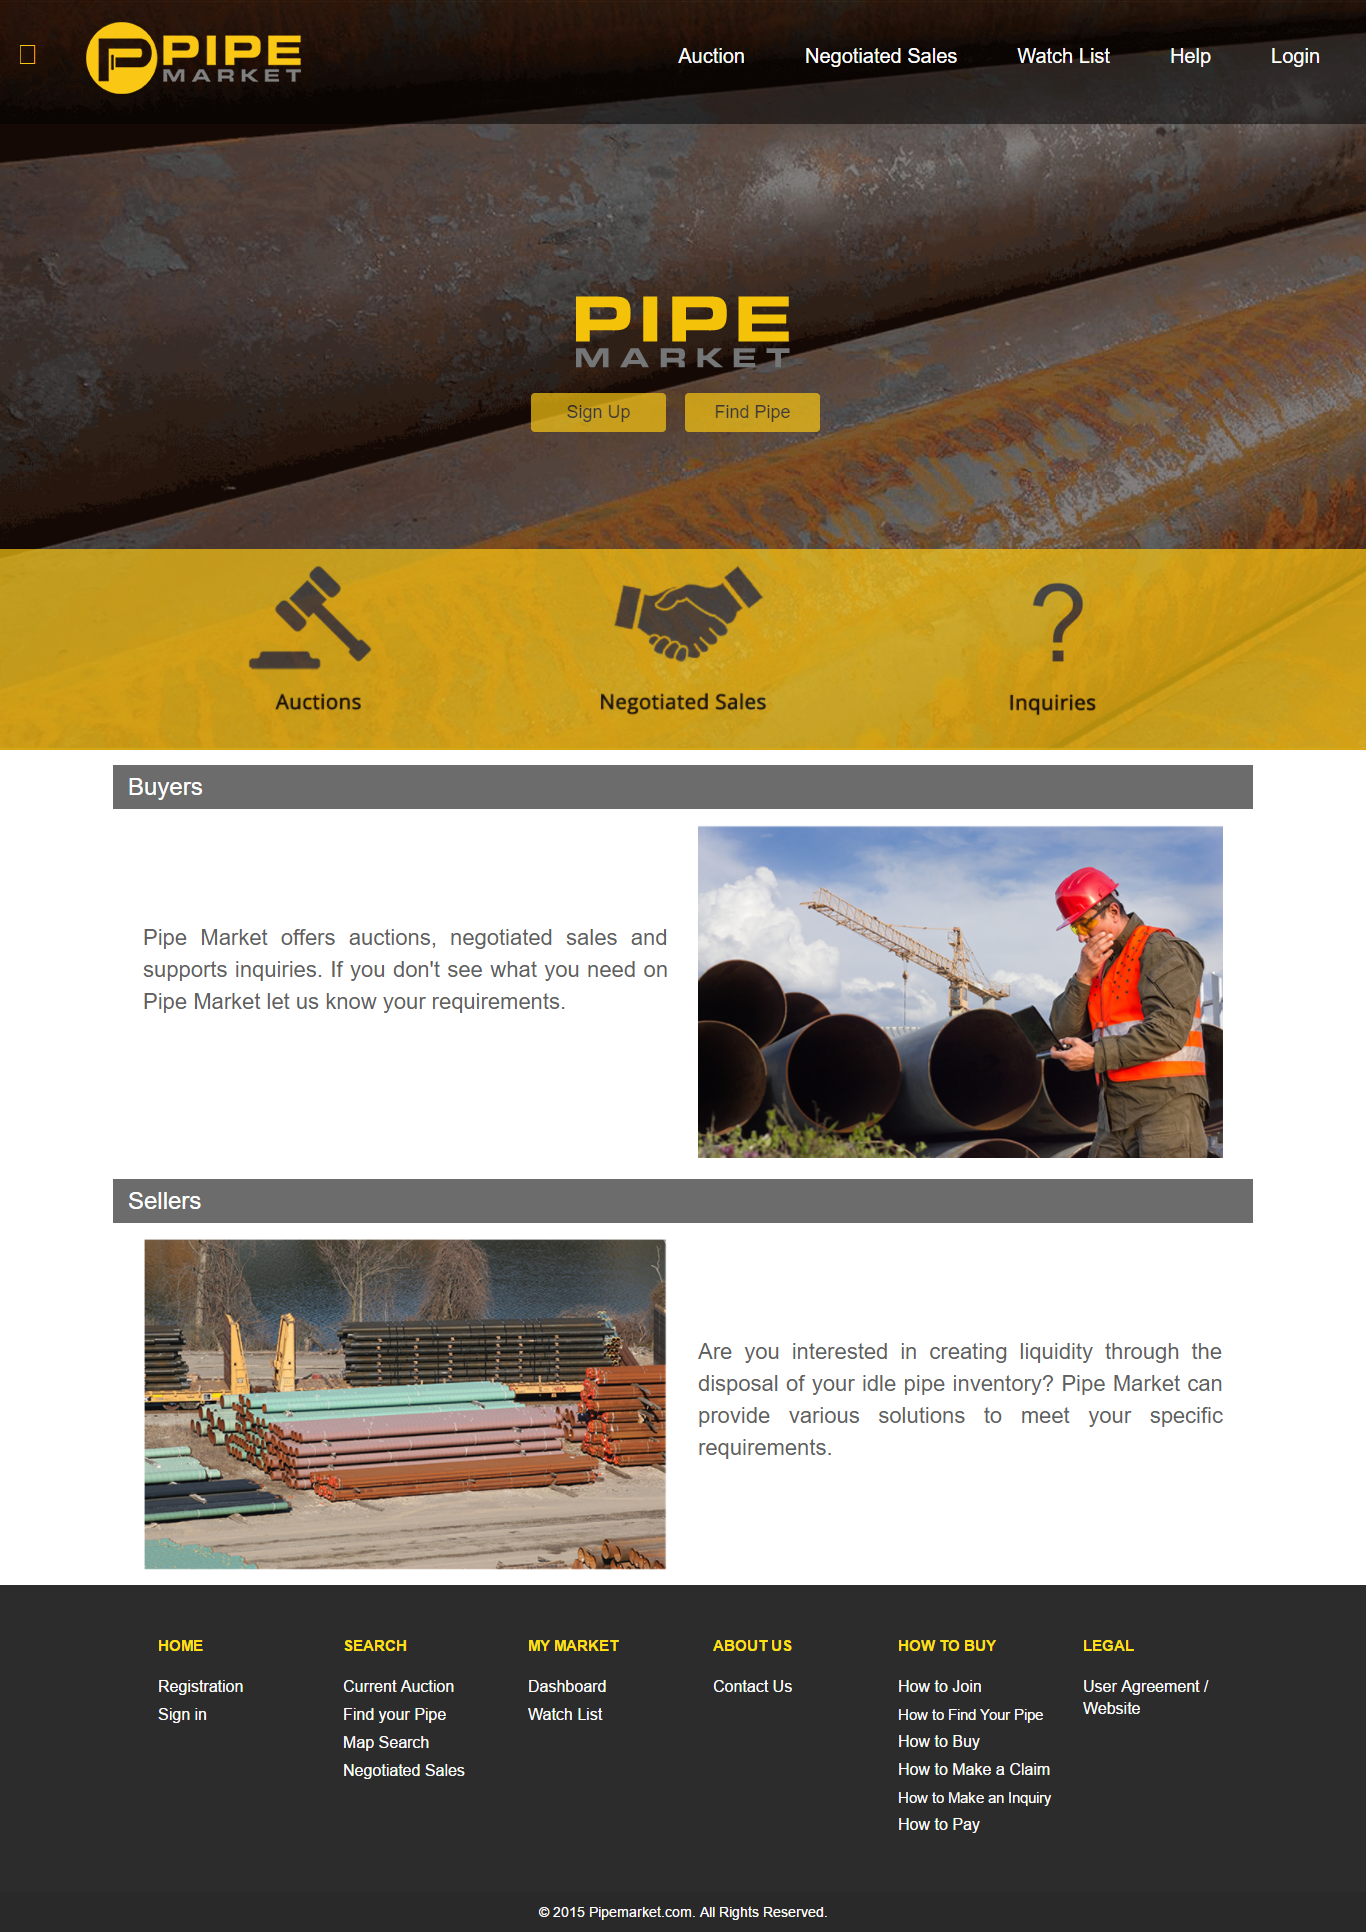 PIPE
MARKET
Auction
Negotiated Sales
Watch List
Help
Login
PIPE
MARKET
Sign Up
Find Pipe
Auctions
Negotiated Sales
?
Inquiries
Buyers
Pipe Market offers auctions, negotiated sales and
supports inquiries. If you don't see what you need on
Pipe Market let us know your requirements.
Sellers
Are you interested in creating liquidity through the
disposal of your idle pipe inventory? Pipe Market can
provide various solutions to meet your specific
requirements.
HOME
Registration
Sign in
SEARCH
Current Auction
Find your Pipe
Map Search
Negotiated Sales
MY MARKET
Dashboard
Watch List
ABOUT US
Contact Us
HOW TO BUY
How to Join
How to Find Your Pipe
How to Buy
How to Make a Claim
How to Make an Inquiry
How to Pay
LEGAL
User Agreement /
Website
© 2015 Pipemarket.com. All Rights Reserved.